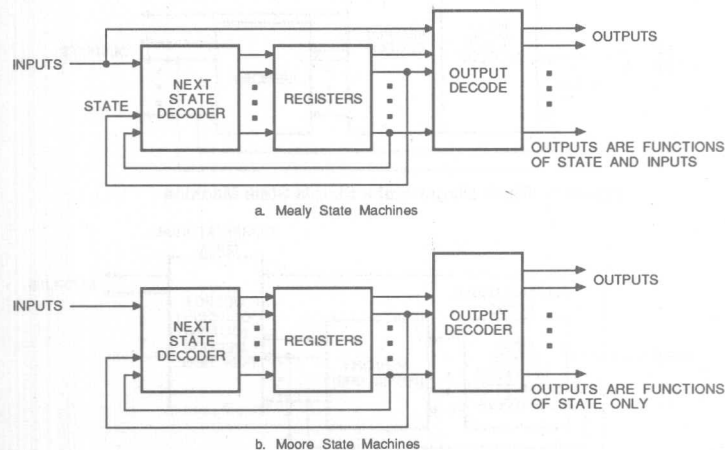 INPUTS
STATE
NEXT
STATE
DECODER
REGISTERS
OUTPUT
DECODE
OUTPUTS
OUTPUTS ARE FUNCTIONS
OF STATE AND INPUTS
a. Mealy State Machines
INPUTS
NEXT
STATE
DECODER
REGISTERS
OUTPUT
DECODER
OUTPUTS
OUTPUTS ARE FUNCTIONS
OF STATE ONLY
b. Moore State Machines